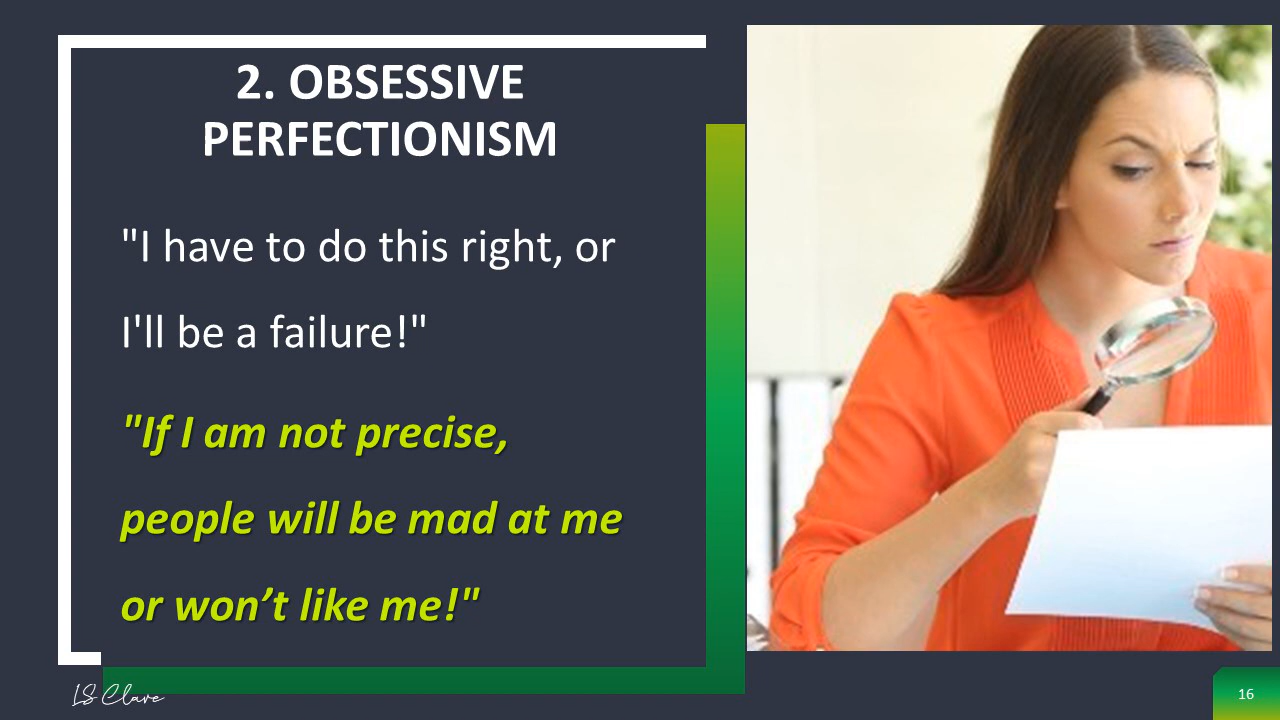 2. OBSESSIVE
PERFECTIONISM
"I have to do this right, or
I'll be a failure!"
"If I am not precise,
people will be mad at me
or won’t like me!"
LS Clave
16